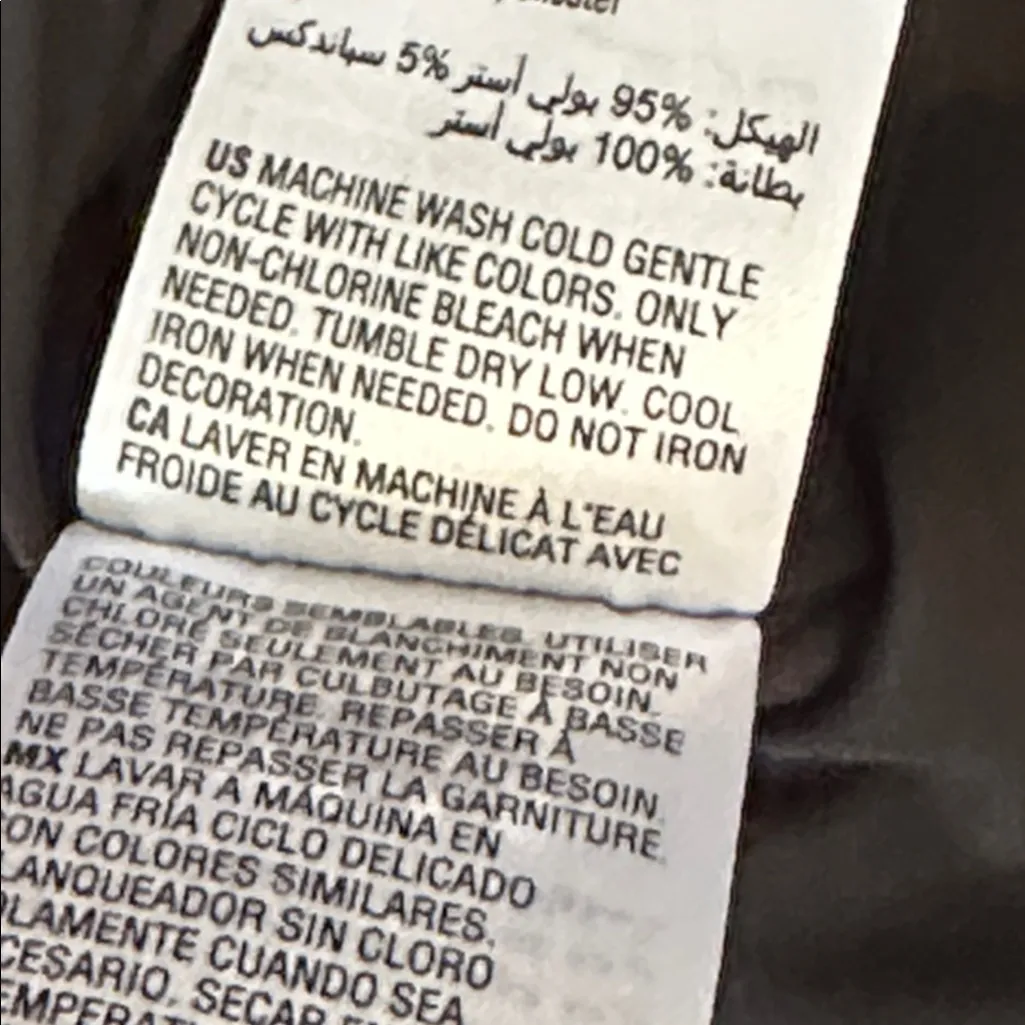 الهيكل: 95% بولي أستر 5% سباندكس
بطانة: 100% بولي أستر
US MACHINE WASH COLD GENTLE
CYCLE WITH LIKE COLORS. ONLY
NON-CHLORINE BLEACH WHEN
NEEDED. TUMBLE DRY LOW. COOL
IRON WHEN NEEDED. DO NOT IRON
DECORATION.
CA LAVER EN MACHINE À L'EAU
FROIDE AU CYCLE DÉLICAT AVEC
COULEURS SEMBLABLES. UTILISER
UN AGENT DE BLANCHIMENT NON
CHLORÉ SEULEMENT AU BESOIN.
SÉCHER PAR CULBUTAGE À BASSE
TEMPÉRATURE. REPASSER À
BASSE TEMPÉRATURE AU BESOIN.
NE PAS REPASSER LA GARNITURE.
MX LAVAR A MÁQUINA EN
AGUA FRÍA CICLO DELICADO
ON COLORES SIMILARES.
LANQUEADOR SIN CLORO
LAMENTE CUANDO SEA
CESARIO. SECAR